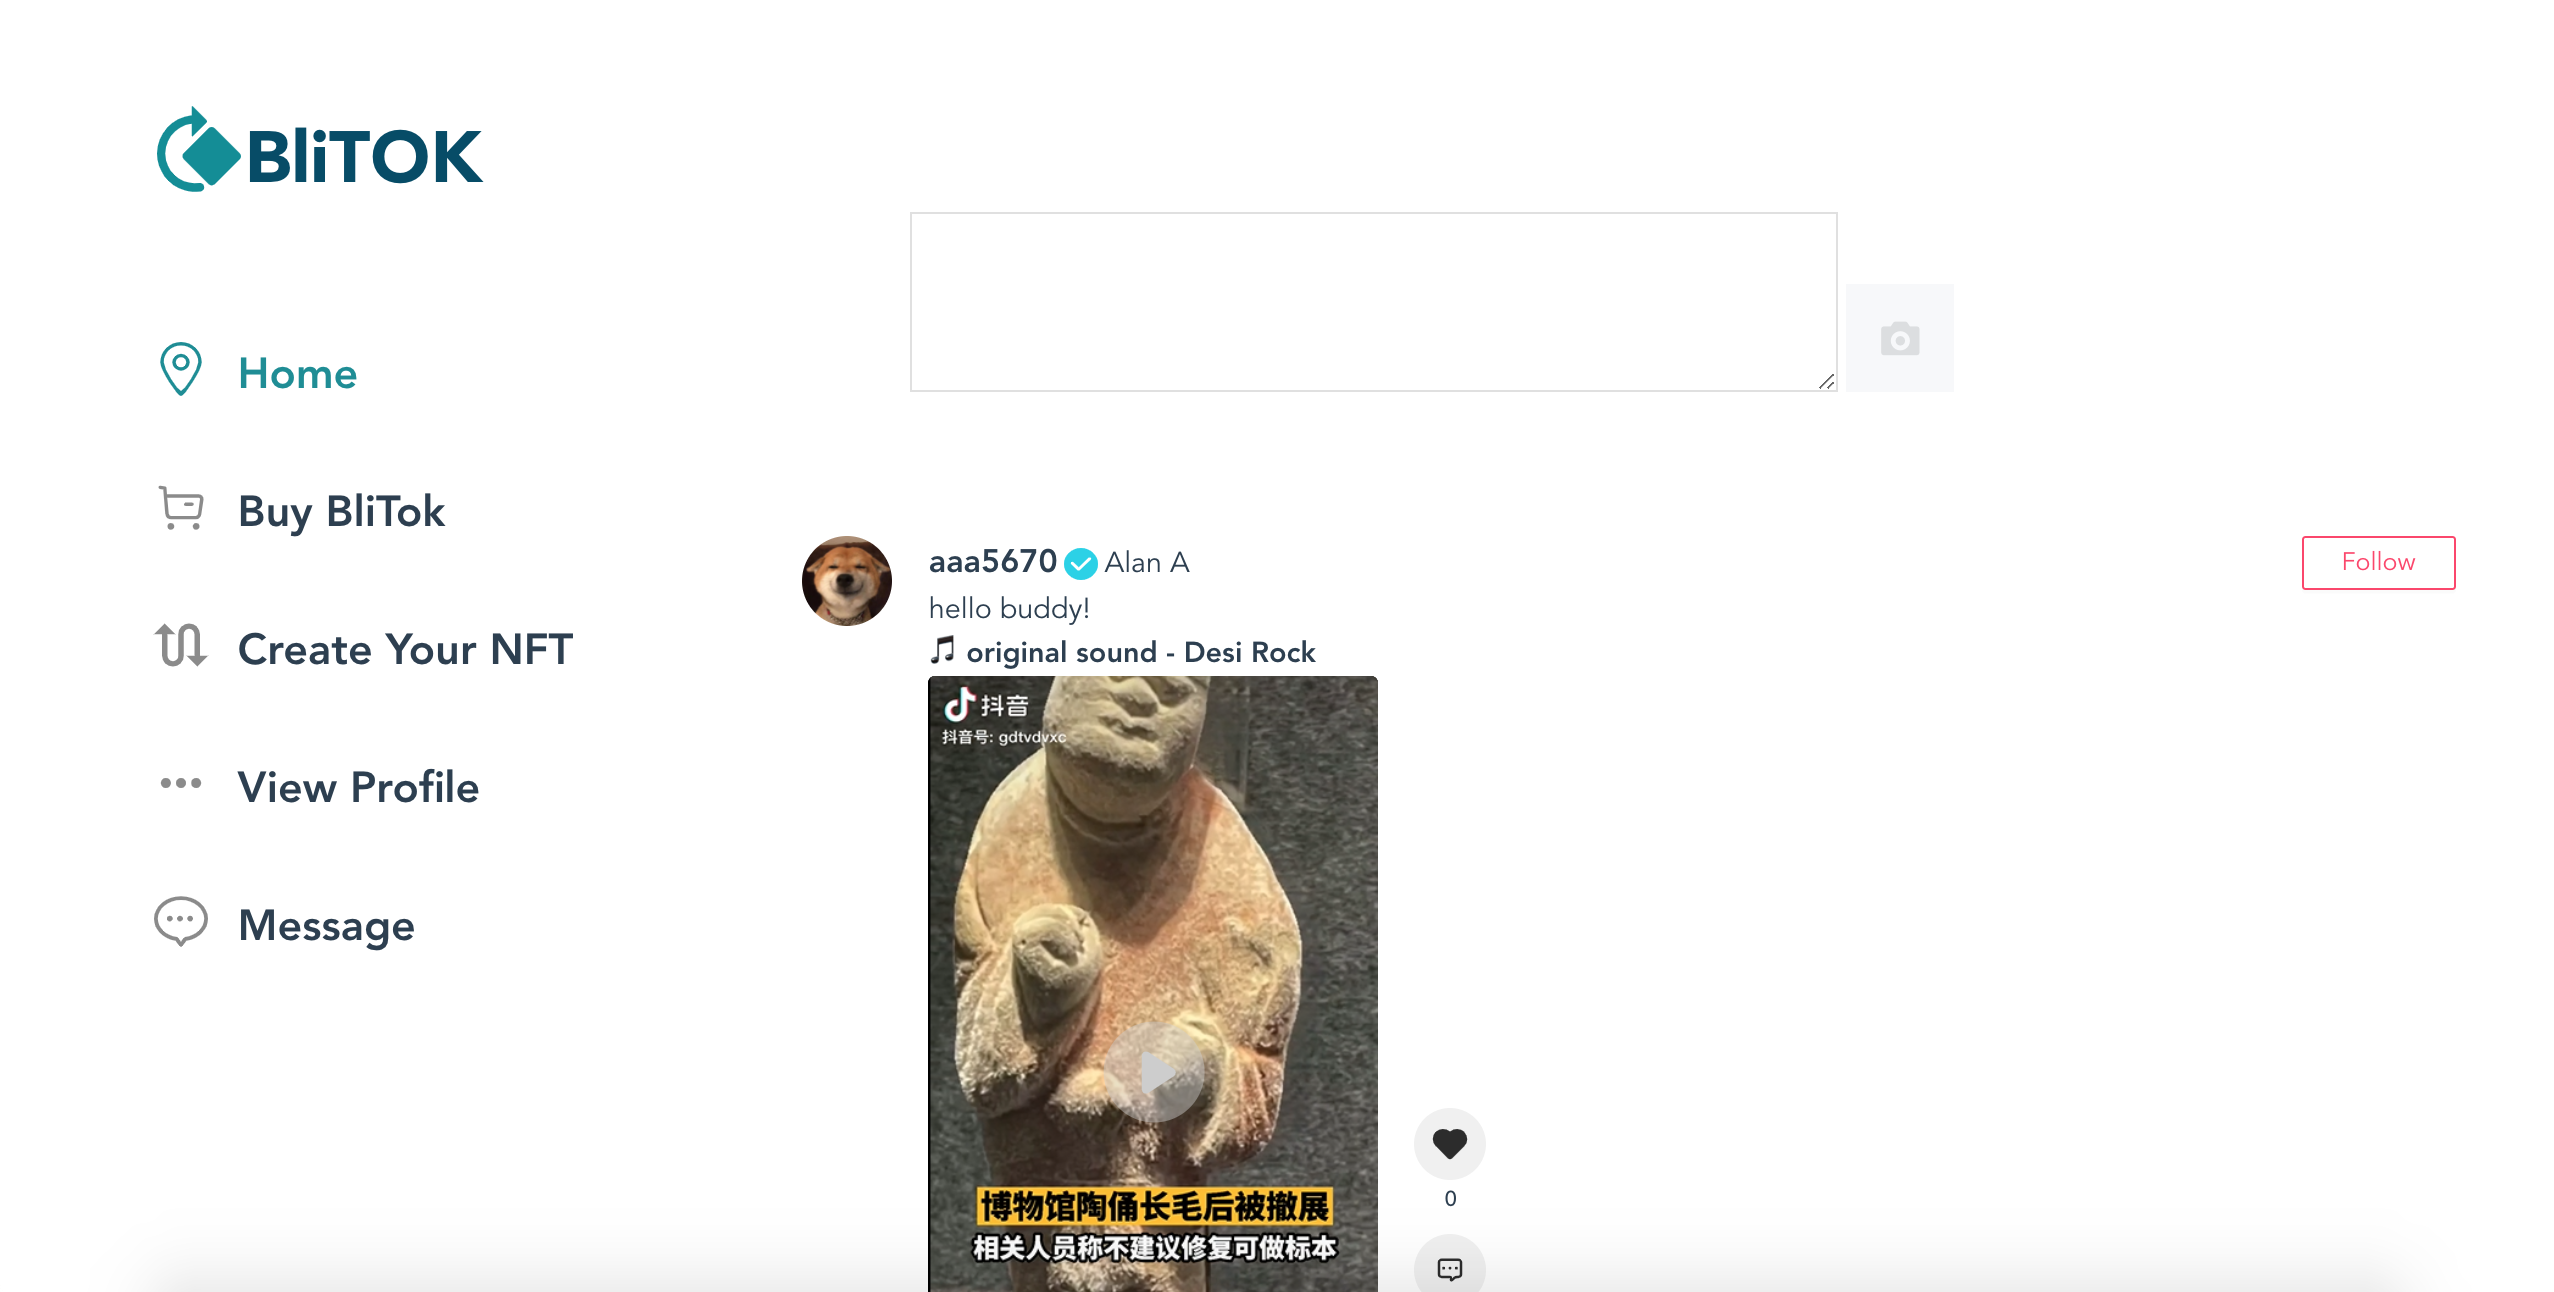 BliTOK
Home
Buy BliTok
Create Your NFT
View Profile
Message
aaa5670 Alan A
Follow
hello buddy!
original sound - Desi Rock
抖音
抖音号: gdtvdvxc
博物馆陶俑长毛后被撤展
相关人员称不建议修复可做标本
0